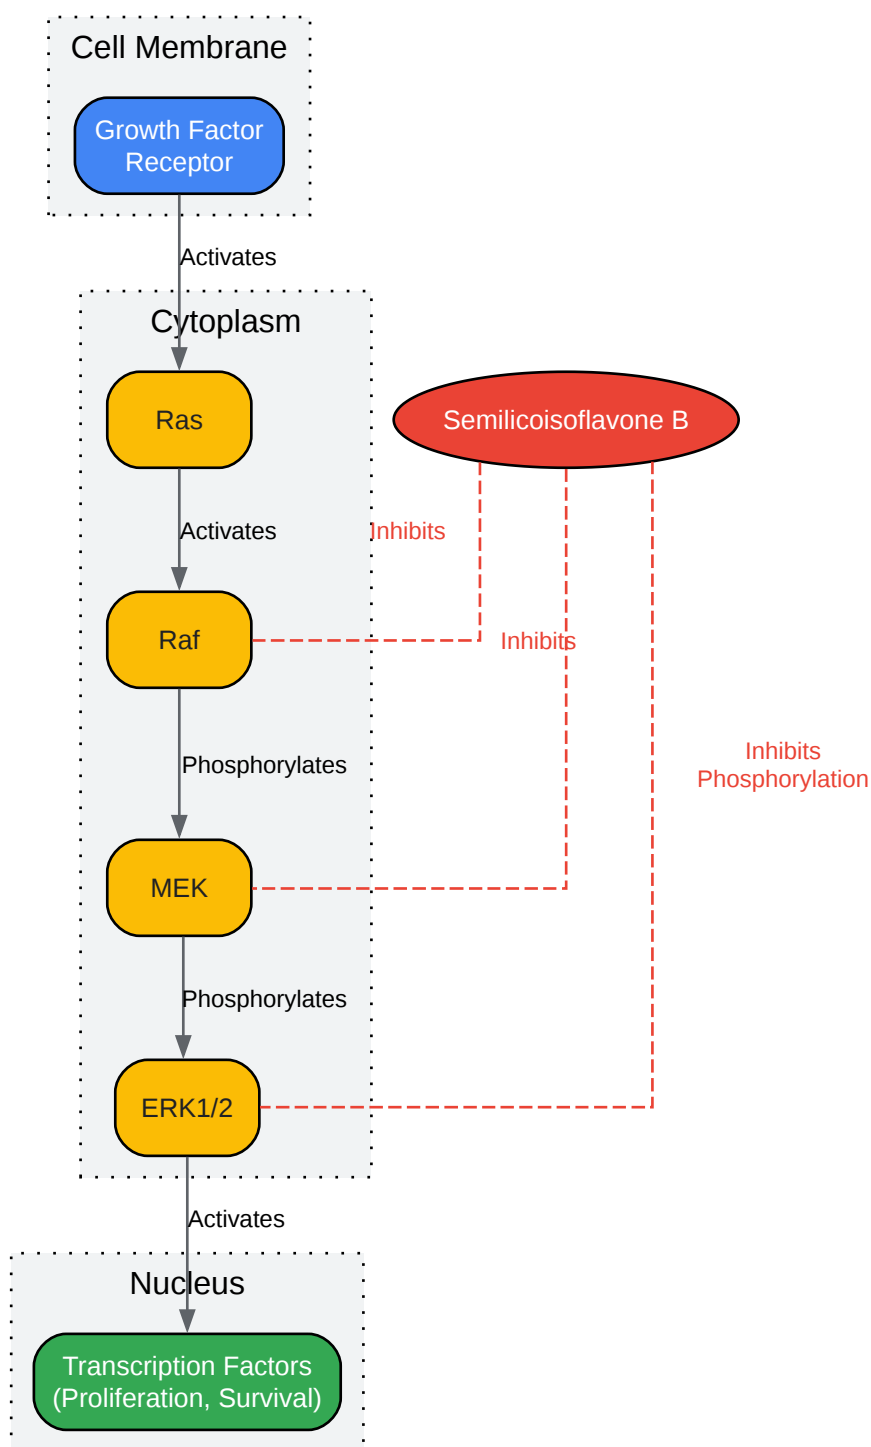 Cell Membrane
Growth Factor
Receptor
Activates
Cytoplasm
Ras
Semilicoisoflavone B
Activates
Inhibits
Raf
Inhibits
Inhibits
Phosphorylation
Phosphorylates
MEK
Phosphorylates
ERK1/2
Activates
Nucleus
Transcription Factors
(Proliferation, Survival)